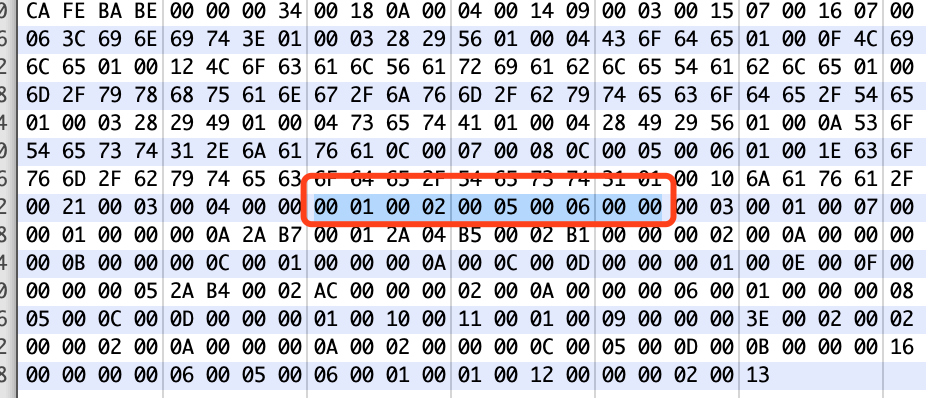 0 CA FE BA BE 00 00 00 34 00 18 0A 00 04 00 14 09 00 03 00 15 07 00 16 07 00
6 06 3C 69 6E 69 74 3E 01 00 03 28 29 56 01 00 04 43 6F 64 65 01 00 0F 4C 69
2 6C 65 01 00 12 4C 6F 63 61 6C 56 61 72 69 61 62 6C 65 54 61 62 6C 65 01 00
8 6D 2F 79 78 68 75 61 6E 67 2F 6A 76 6D 2F 62 79 74 65 63 6F 64 65 2F 54 65
4 01 00 03 28 29 49 01 00 04 73 65 74 41 01 00 04 28 49 29 56 01 00 0A 53 6F
0 54 65 73 74 31 2E 6A 61 76 61 0C 00 07 00 08 0C 00 05 00 06 01 00 1E 63 6F
6 76 6D 2F 62 79 74 65 63 6F 64 65 2F 54 65 73 74 31 01 00 10 6A 61 76 61 2F
2 00 21 00 03 00 04 00 00 00 01 00 02 00 05 00 06 00 00 00 03 00 01 00 07 00
8 00 01 00 00 00 0A 2A B7 00 01 2A 04 B5 00 02 B1 00 00 00 02 00 0A 00 00 00
4 00 0B 00 00 00 0C 00 01 00 00 00 0A 00 0C 00 0D 00 00 00 01 00 0E 00 0F 00
0 00 00 00 05 2A B4 00 02 AC 00 00 00 02 00 0A 00 00 00 06 00 01 00 00 00 08
6 05 00 0C 00 0D 00 00 00 01 00 10 00 11 00 01 00 09 00 00 00 3E 00 02 00 02
2 00 00 02 00 0A 00 00 00 0A 00 02 00 00 00 0C 00 05 00 0D 00 0B 00 00 00 16
8 00 00 00 00 06 00 05 00 06 00 01 00 01 00 12 00 00 00 02 00 13